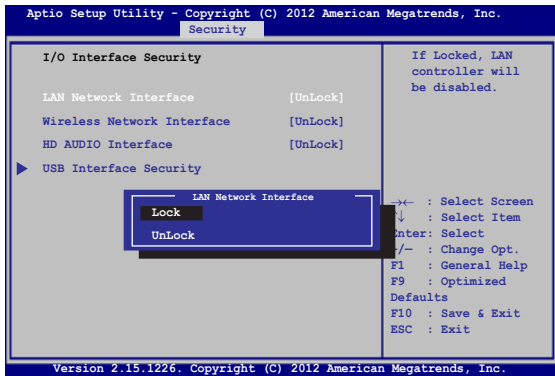 Aptio Setup Utility - Copyright (C) 2012 American Megatrends, Inc.
Security
I/O Interface Security
LAN Network Interface [UnLock]
Wireless Network Interface [UnLock]
HD AUDIO Interface [UnLock]
USB Interface Security
If Locked, LAN
controller will
be disabled.
LAN Network Interface
Lock
UnLock
→← : Select Screen
↑↓ : Select Item
Enter: Select
+/— : Change Opt.
F1 : General Help
F9 : Optimized
Defaults
F10 : Save & Exit
ESC : Exit
Version 2.15.1226. Copyright (C) 2012 American Megatrends, Inc.